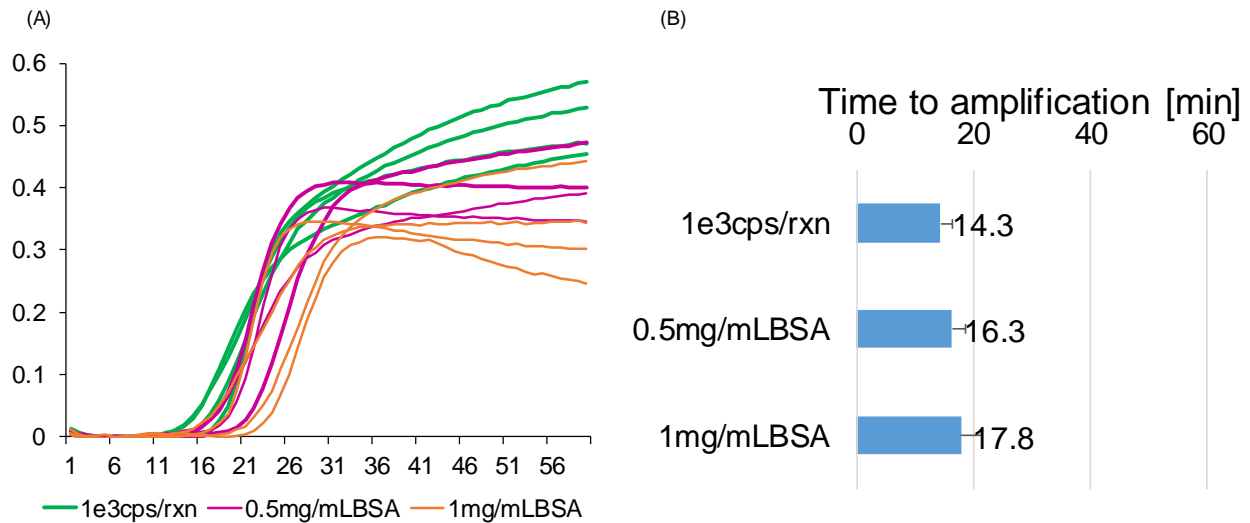 (A)
0.6
0.5
0.4
0.3
0.2
0.1
0
1 6 11 16 21 26 31 36 41 46 51 56
1e3cps/rxn 0.5mg/mLBSA 1mg/mLBSA
(B)
Time to amplification [min]
0 20 40 60
1e3cps/rxn 14.3
0.5mg/mLBSA 16.3
1mg/mLBSA 17.8